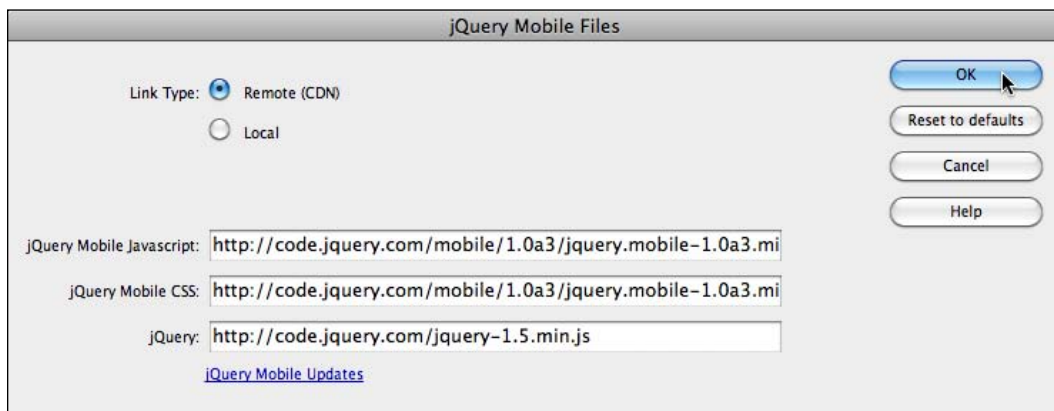 jQuery Mobile Files
Link Type: Remote (CDN)
Local
OK
Reset to defaults
Cancel
Help
jQuery Mobile Javascript: http://code.jquery.com/mobile/1.0a3/jquery.mobile-1.0a3.mi
jQuery Mobile CSS: http://code.jquery.com/mobile/1.0a3/jquery.mobile-1.0a3.mi
jQuery: http://code.jquery.com/jquery-1.5.min.js
jQuery Mobile Updates